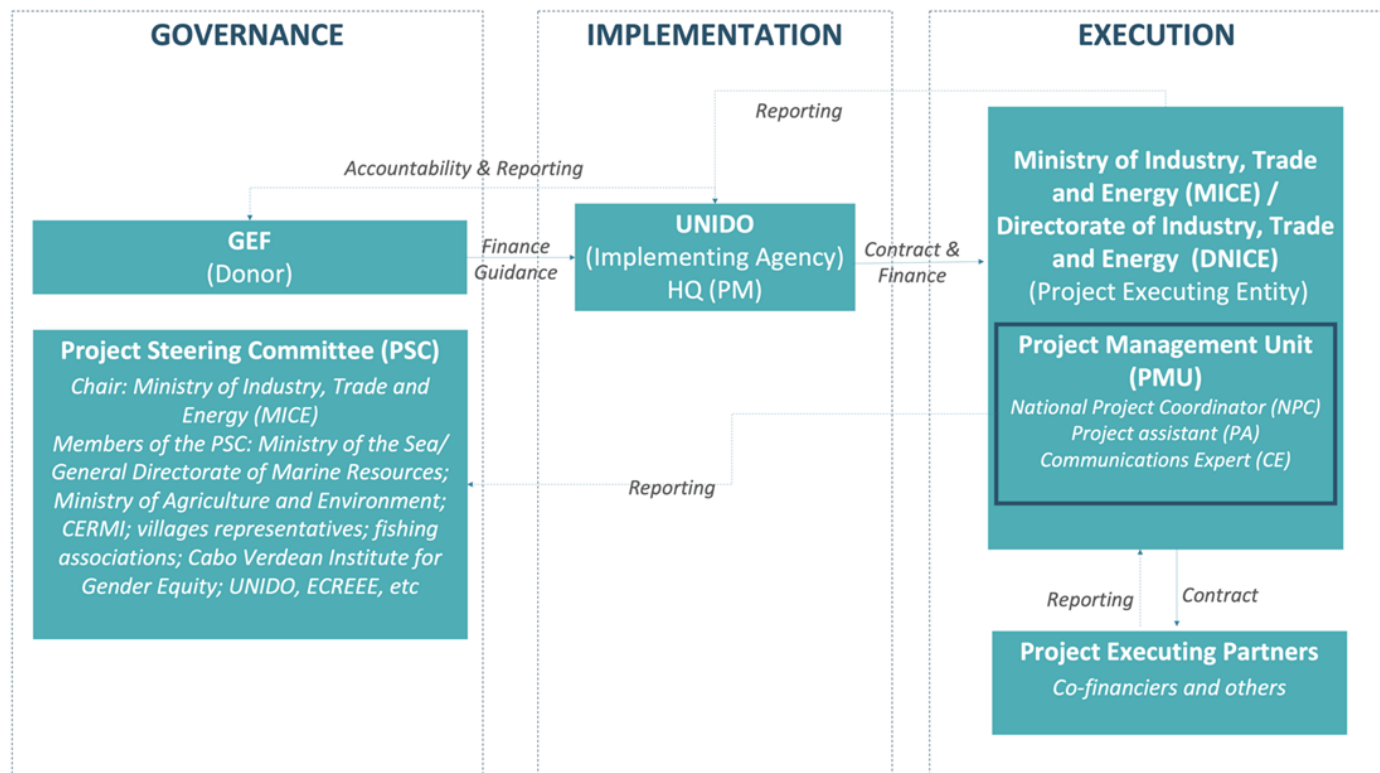 GOVERNANCE
IMPLEMENTATION
EXECUTION
Reporting
Accountability & Reporting
GEF
(Donor)
Finance
Guidance
UNIDO
(Implementing Agency)
HQ (PM)
Contract &
Finance
Ministry of Industry, Trade
and Energy (MICE) /
Directorate of Industry, Trade
and Energy (DNICE)
(Project Executing Entity)
Project Management Unit
(PMU)
National Project Coordinator (NPC)
Project assistant (PA)
Communications Expert (CE)
Project Steering Committee (PSC)
Chair: Ministry of Industry, Trade and
Energy (MICE)
Members of the PSC: Ministry of the Sea/
General Directorate of Marine Resources;
Ministry of Agriculture and Environment;
CERMI; villages representatives; fishing
associations; Cabo Verdean Institute for
Gender Equity; UNIDO, ECREEE, etc
Reporting
Reporting
Contract
Project Executing Partners
Co-financiers and others